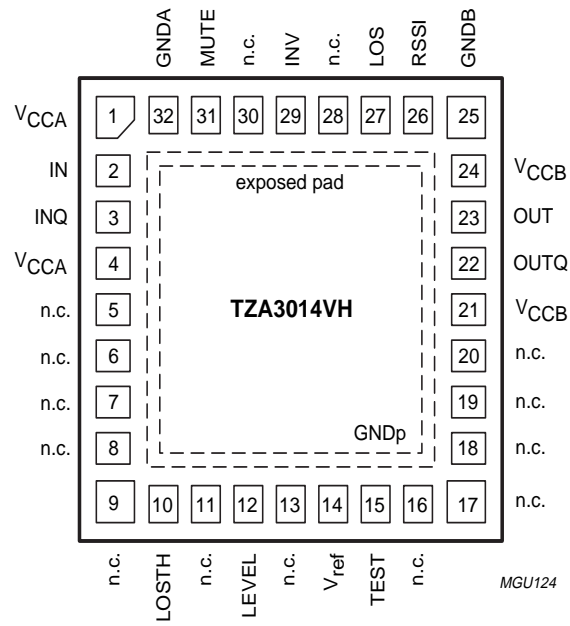 GNDA MUTE n.c. INV n.c. LOS RSSI GNDB
VCCA 1 32 31 30 29 28 27 26 25
IN 2 exposed pad 24 VCCB
INQ 3 23 OUT
VCCA 4 22 OUTQ
n.c. 5 TZA3014VH 21 VCCB
n.c. 6 20 n.c.
n.c. 7 19 n.c.
n.c. 8 GNDp 18 n.c.
9 10 11 12 13 14 15 16 17 n.c.
n.c. LOSTH n.c. LEVEL n.c. Vref TEST n.c.
MGU124